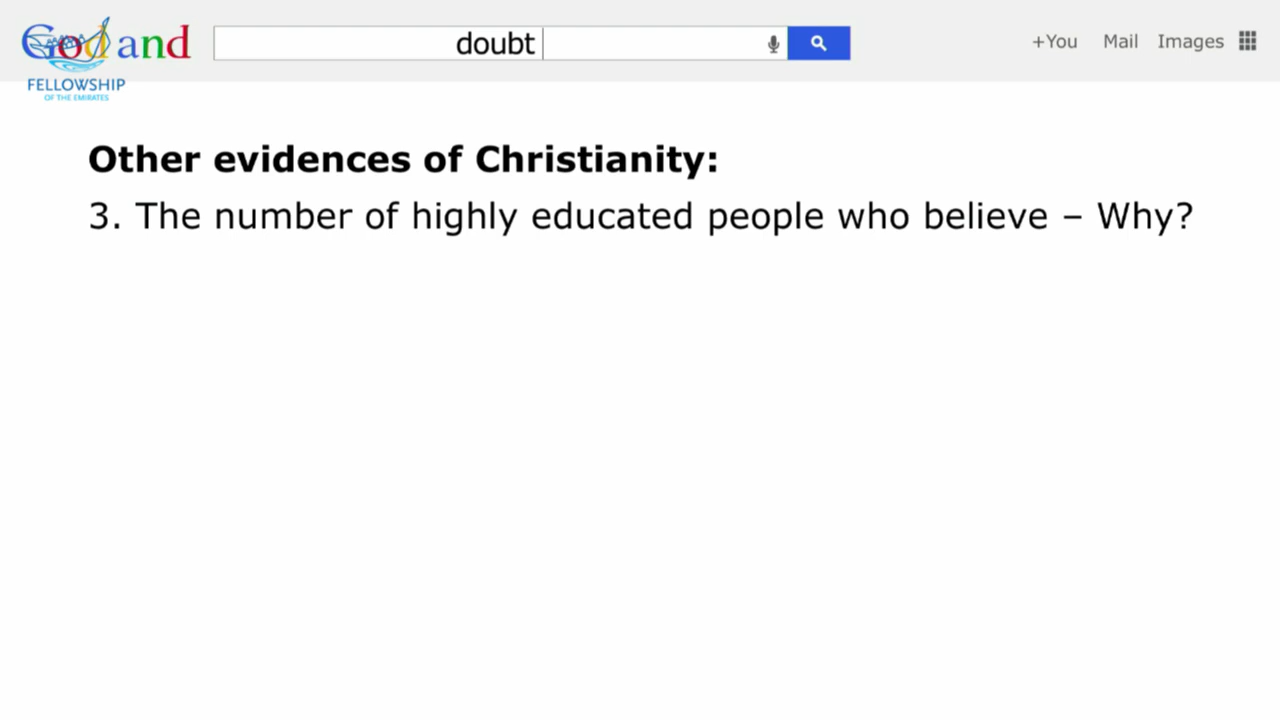 God and
doubt
+You Mail Images
FELLOWSHIP
OF THE EMIRATES
Other evidences of Christianity:
3. The number of highly educated people who believe – Why?